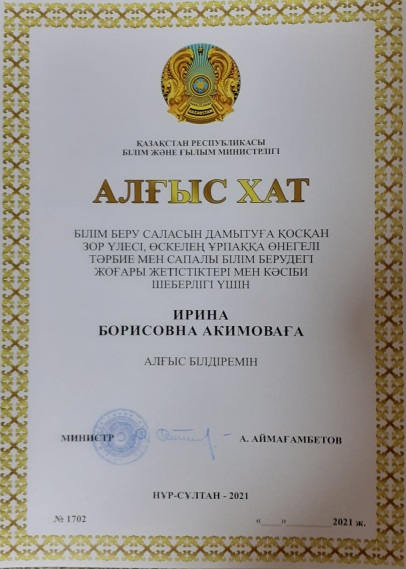 ҚАЗАҚСТАН РЕСПУБЛИКАСЫ
БІЛІМ ЖӘНЕ ҒЫЛЫМ МИНИСТРЛІГІ
АЛҒЫС ХАТ
БІЛІМ БЕРУ САЛАСЫН ДАМЫТУҒА ҚОСҚАН
ЗОР ҮЛЕСІ, ӨСКЕЛЕҢ ҰРПАҚҚА ӨНЕГЕЛІ
ТӘРБИЕ МЕН САПАЛЫ БІЛІМ БЕРУДЕГІ
ЖОҒАРЫ ЖЕТІСТІКТЕРІ МЕН КӘСІБИ
ШЕБЕРЛІГІ ҮШІН
ИРИНА
БОРИСОВНА АКИМОВАҒА
АЛҒЫС БІЛДІРЕМІН
МИНИСТР А. АЙМАҒАМБЕТОВ
НҰР-СҰЛТАН - 2021
№ 1702 «___»__________2021 ж.